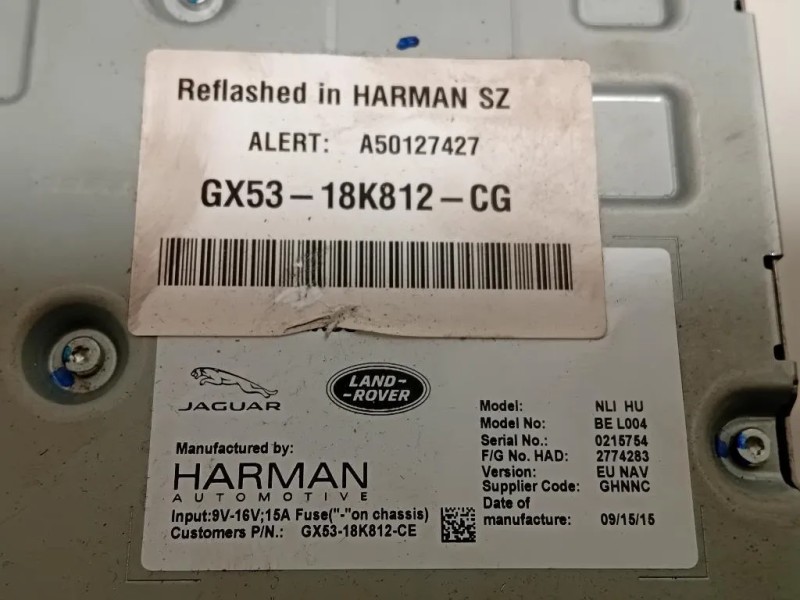 Reflashed in HARMAN SZ
ALERT: A50127427
GX53-18K812-CG
JAGUAR
LAND-
-ROVER
Manufactured by:
HARMAN
AUTOMOTIVE
Input:9V-16V;15A Fuse("-"on chassis)
Customers P/N.: GX53-18K812-CE
Model: NLI HU
Model No: BE L004
Serial No.: 0215754
F/G No. HAD: 2774283
Version: EU NAV
Supplier Code: GHNNC
Date of
manufacture: 09/15/15